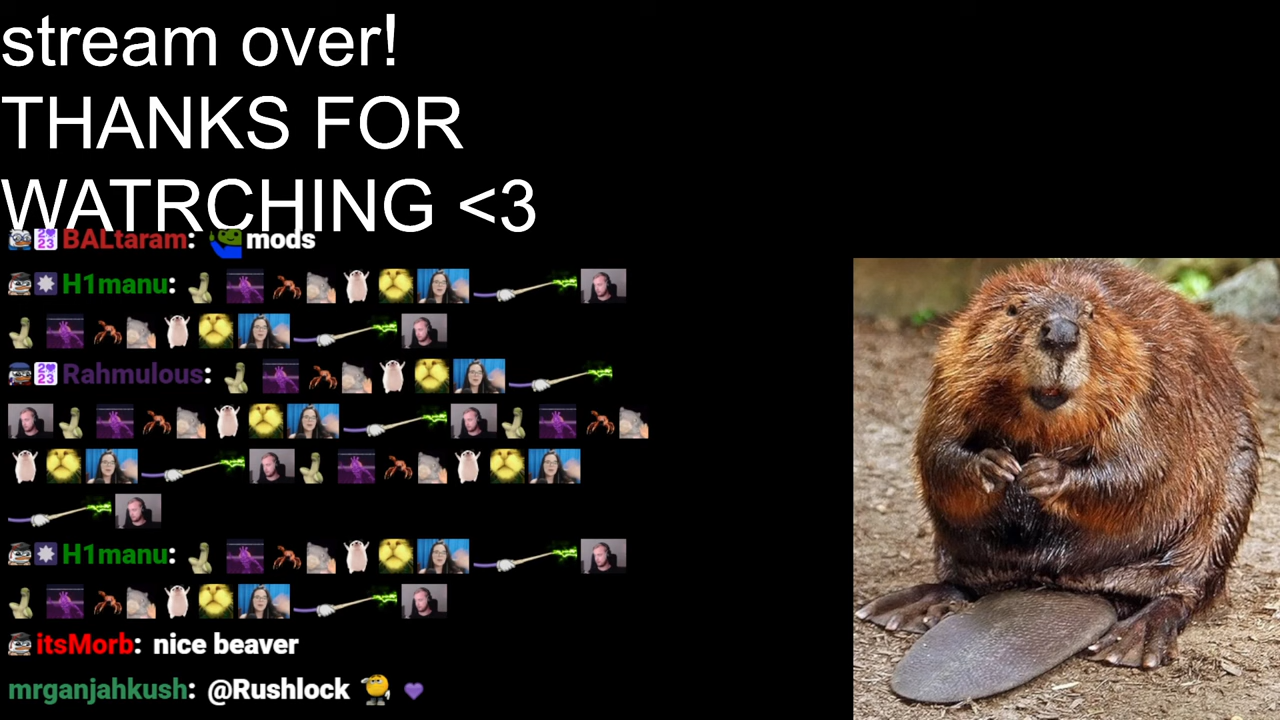 stream over!
THANKS FOR
WATRCHING <3
BALtaram: mods
H1manu:
Rahmulous:
H1manu:
itsMorb: nice beaver
mrganjahkush: @Rushlock